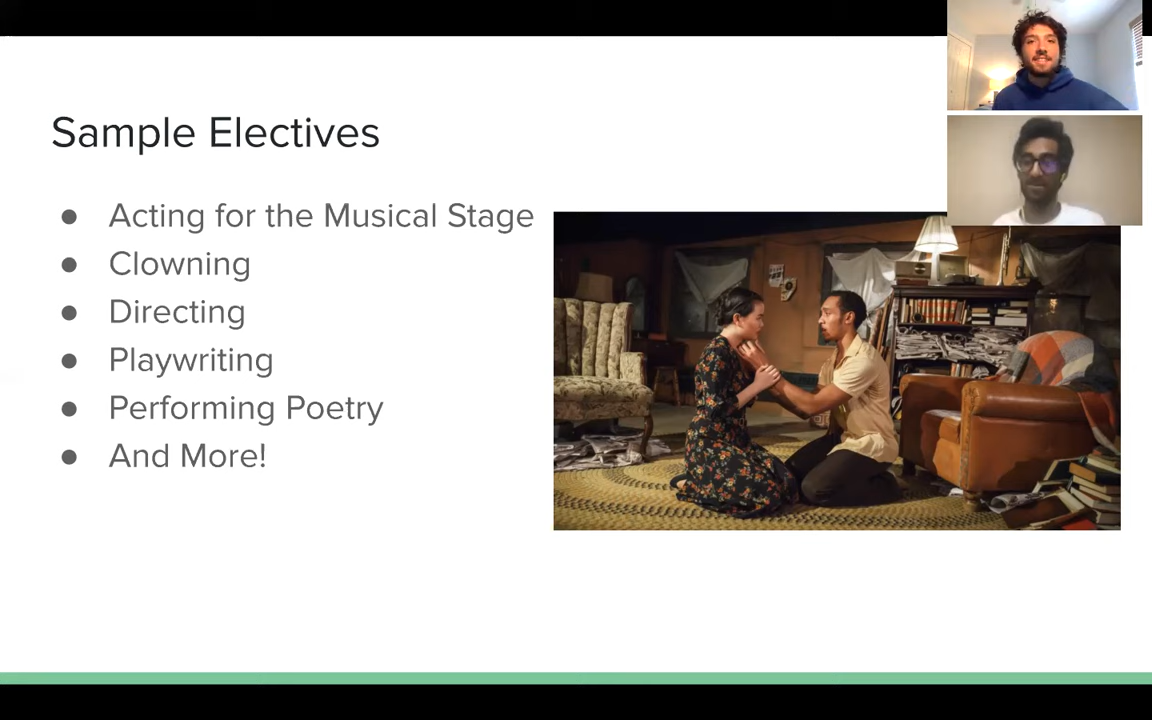 Sample Electives
● Acting for the Musical Stage
● Clowning
● Directing
● Playwriting
● Performing Poetry
● And More!